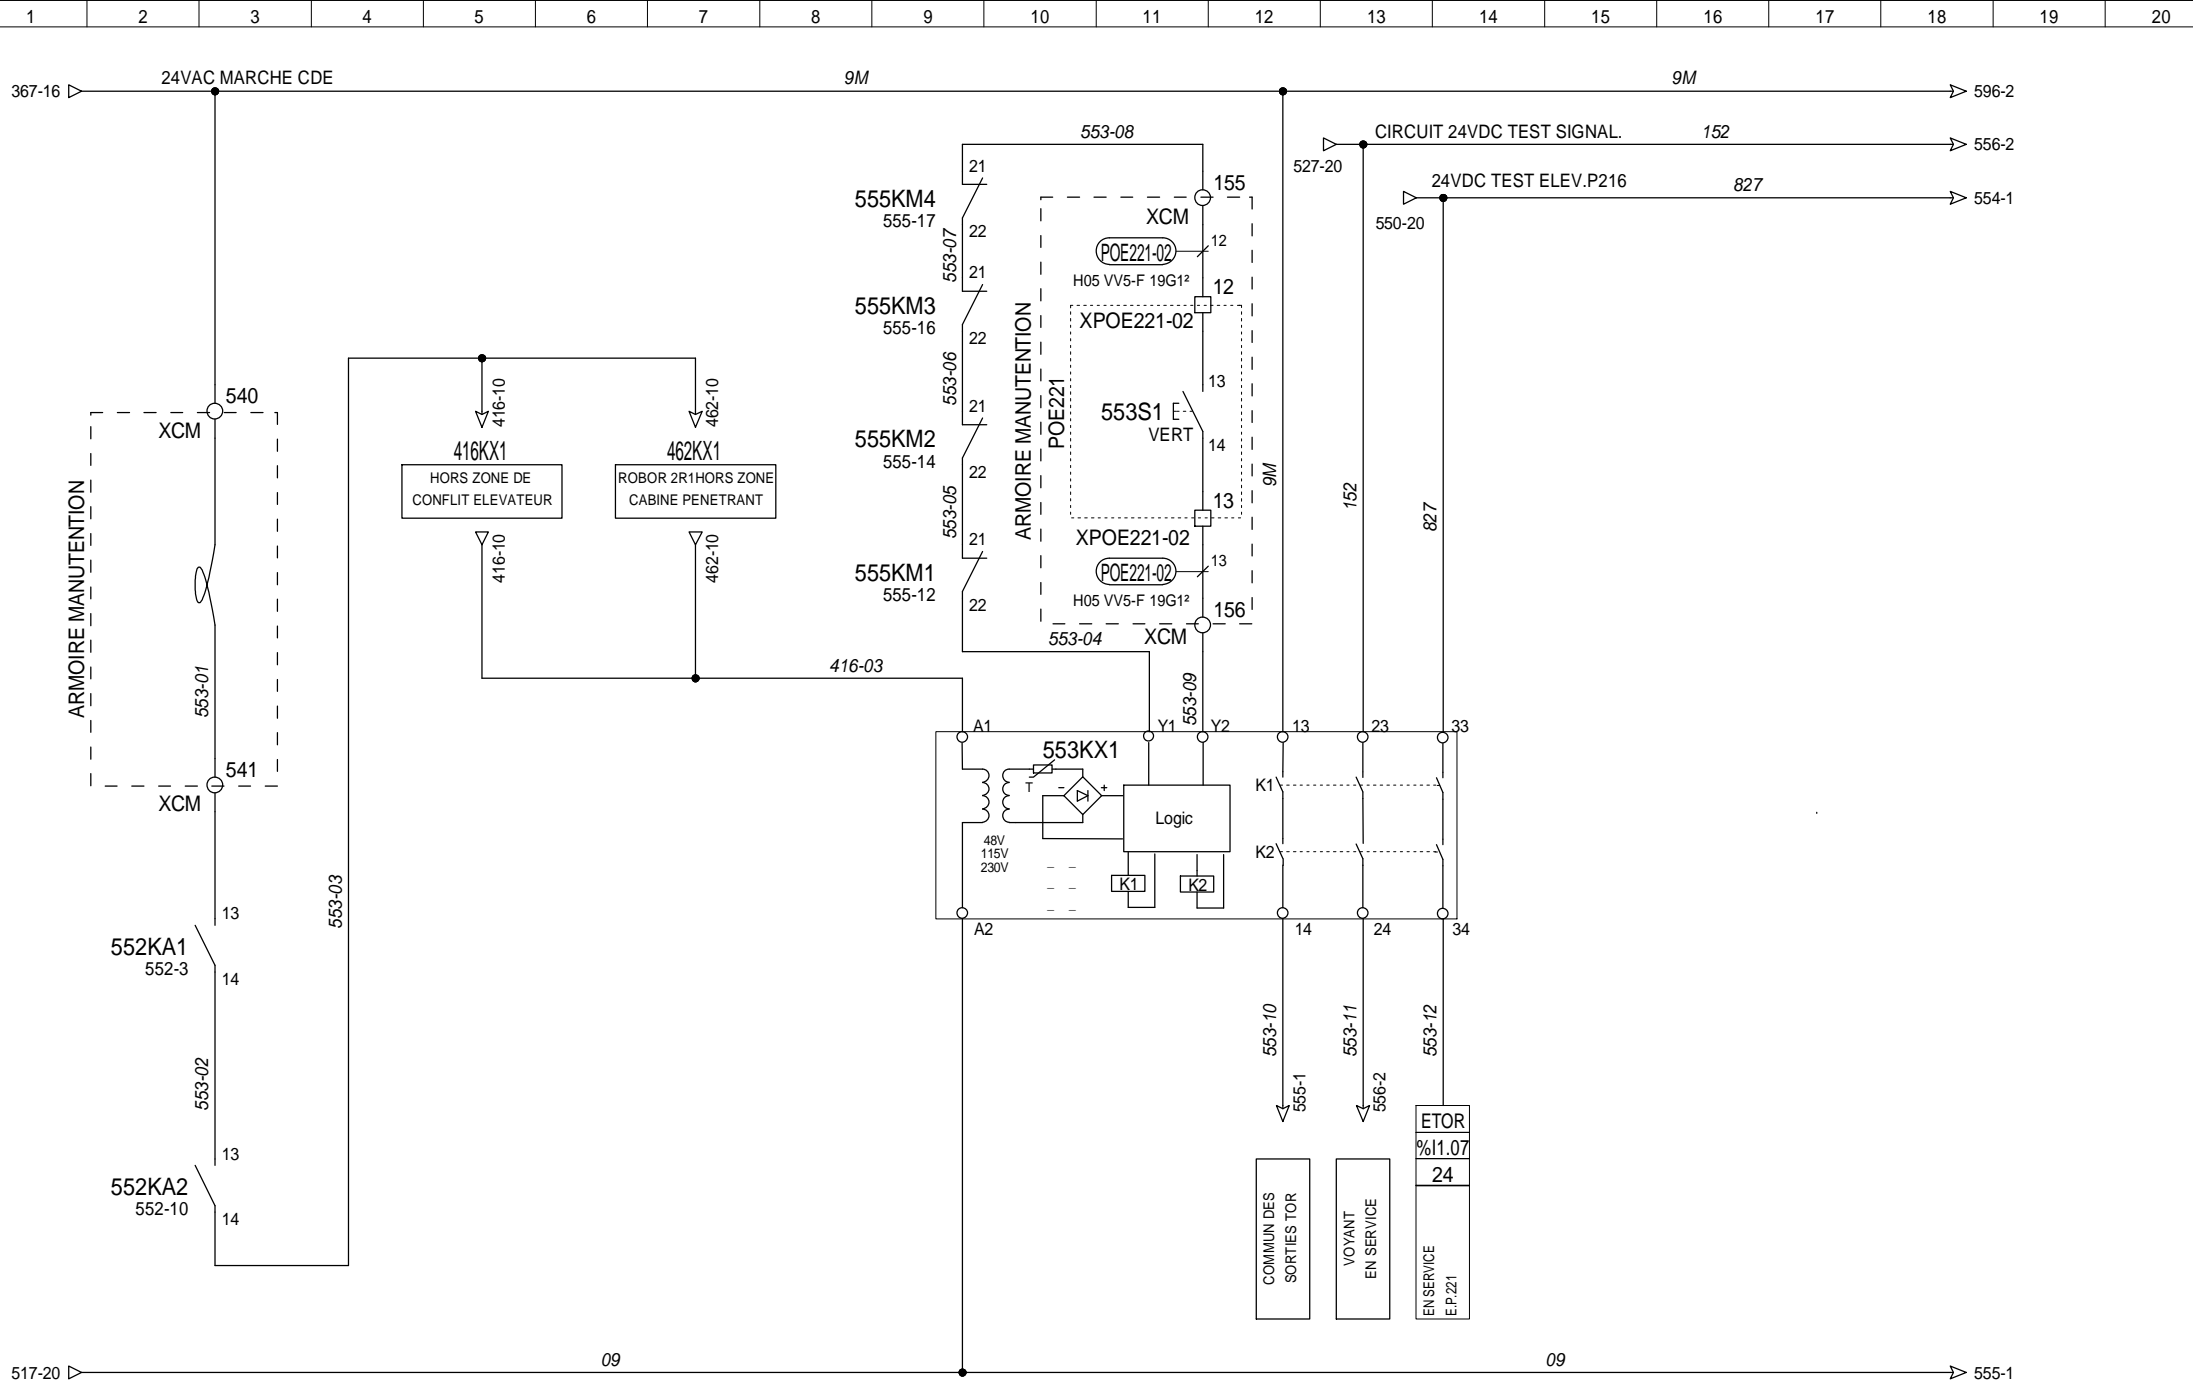 1 2 3 4 5 6 7 8 9 10 11 12 13 14 15 16 17 18 19 20
367-16
24VAC MARCHE CDE
9M
9M
596-2
553-08
527-20
CIRCUIT 24VDC TEST SIGNAL.
152
556-2
550-20
24VDC TEST ELEV.P216
827
554-1
540
XCM
ARMOIRE MANUTENTION
553-01
541
XCM
13
552KA1
552-3
14
553-02
13
552KA2
552-10
14
553-03
416-10
416KX1
HORS ZONE DE
CONFLIT ELEVATEUR
416-10
462-10
462KX1
ROBOR 2R1HORS ZONE
CABINE PENETRANT
462-10
416-03
21
555KM4
555-17
22
553-07
21
555KM3
555-16
22
553-06
21
555KM2
555-14
22
553-05
21
555KM1
555-12
22
553-04
155
XCM
POE221-02
12
H05 VV5-F 19G1²
12
XPOE221-02
ARMOIRE MANUTENTION
POE221
13
553S1
VERT
14
13
XPOE221-02
POE221-02
13
H05 VV5-F 19G1²
156
XCM
553-09
9M
152
827
A1
Y1
Y2
13
23
33
553KX1
T
-
+
Logic
48V
115V
230V
K1
K2
K1
K2
A2
14
24
34
553-10
555-1
COMMUN DES
SORTIES TOR
553-11
556-2
VOYANT
EN SERVICE
553-12
ETOR
%I1.07
24
EN SERVICE
E.P.221
517-20
09
09
555-1